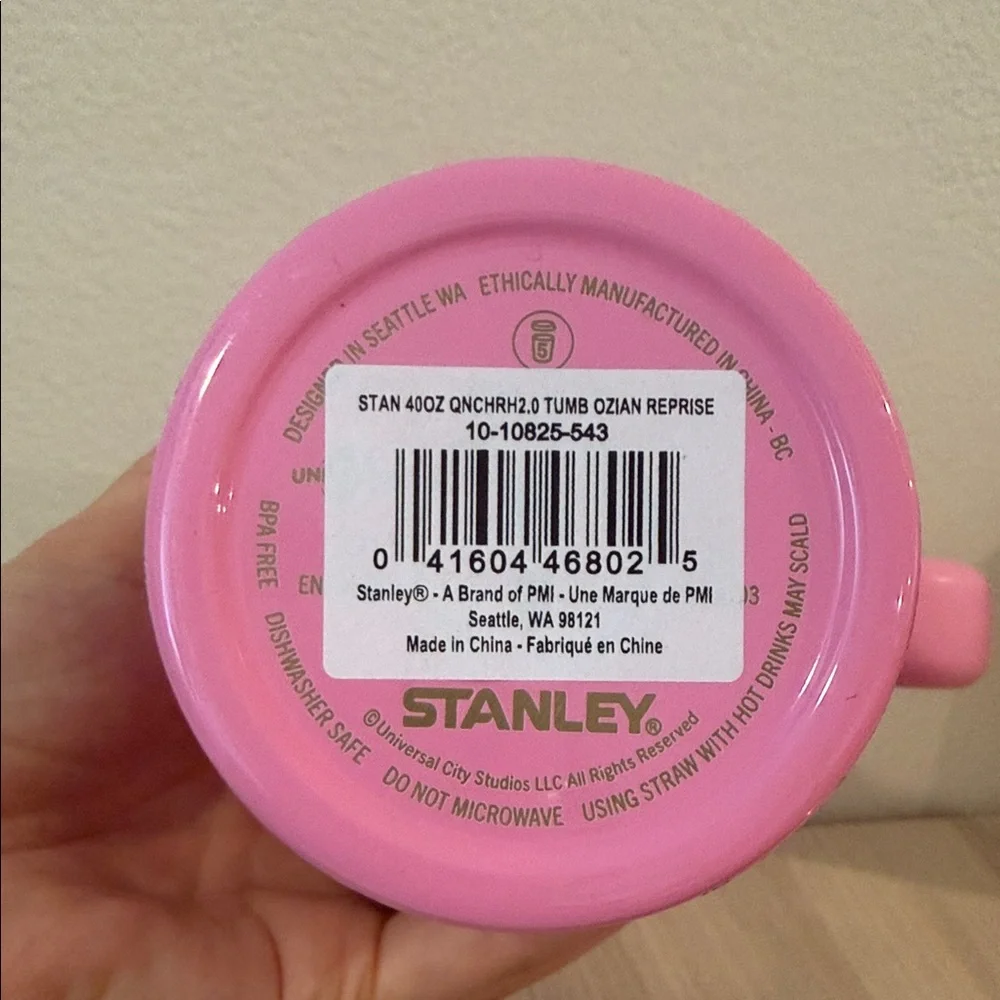 DESIGNED IN SEATTLE WA
ETHICALLY MANUFACTURED IN CHINA - BC
5
STAN 40OZ QNCHRH2.0 TUMB OZIAN REPRISE
10-10825-543
0 41604 46802 5
Stanley® - A Brand of PMI - Une Marque de PMI
Seattle, WA 98121
Made in China - Fabriqué en Chine
STANLEY®
©Universal City Studios LLC All Rights Reserved
BPA FREE
DISHWASHER SAFE
DO NOT MICROWAVE
USING STRAW WITH HOT DRINKS MAY SCALD